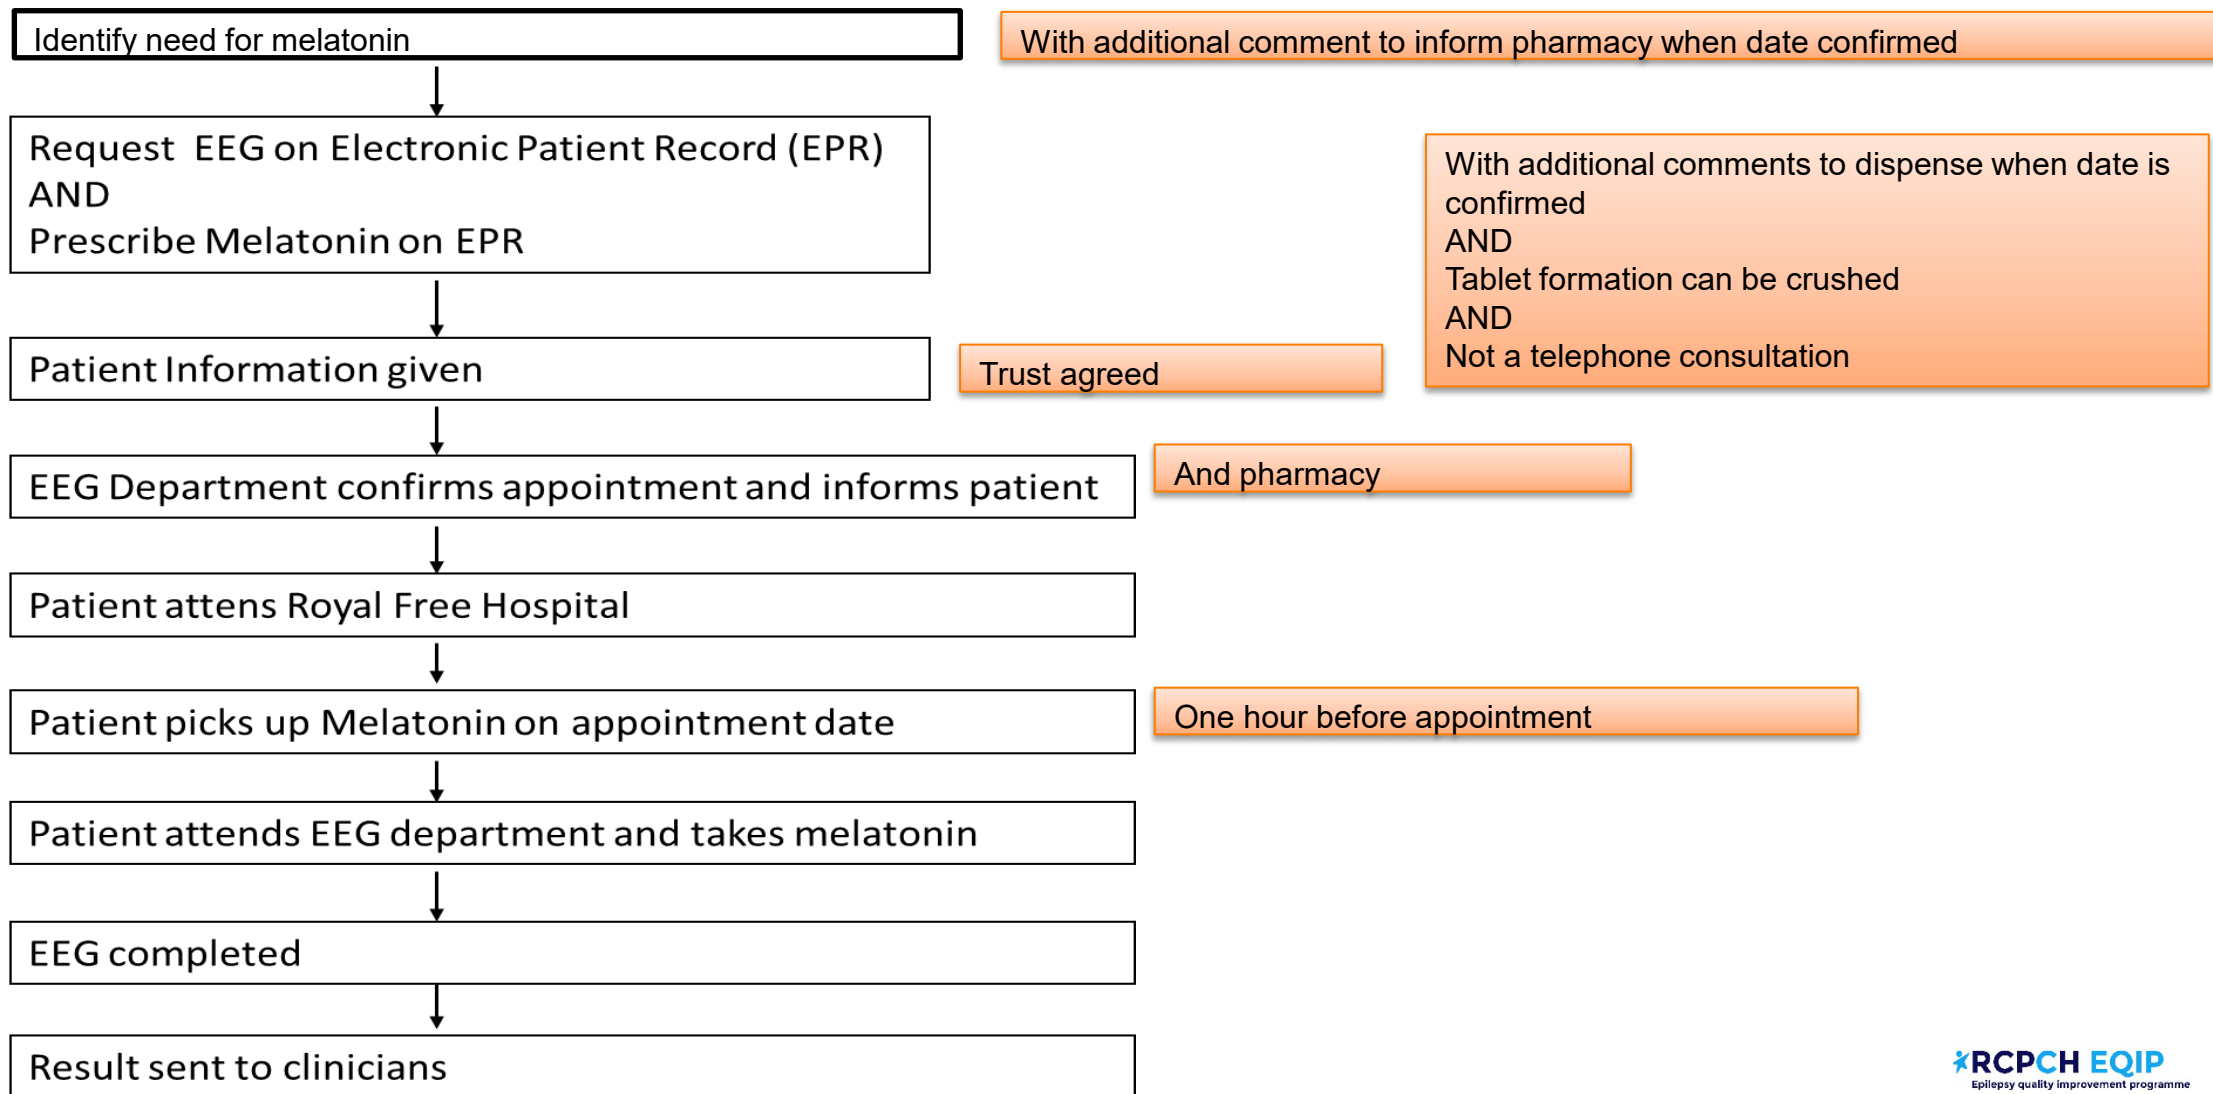 Identify need for melatonin
With additional comment to inform pharmacy when date confirmed
Request EEG on Electronic Patient Record (EPR)
AND
Prescribe Melatonin on EPR
With additional comments to dispense when date is
confirmed
AND
Tablet formation can be crushed
AND
Not a telephone consultation
Patient Information given
Trust agreed
EEG Department confirms appointment and informs patient
And pharmacy
Patient attens Royal Free Hospital
Patient picks up Melatonin on appointment date
One hour before appointment
Patient attends EEG department and takes melatonin
EEG completed
Result sent to clinicians
RCPCH EQIP
Epilepsy quality improvement programme